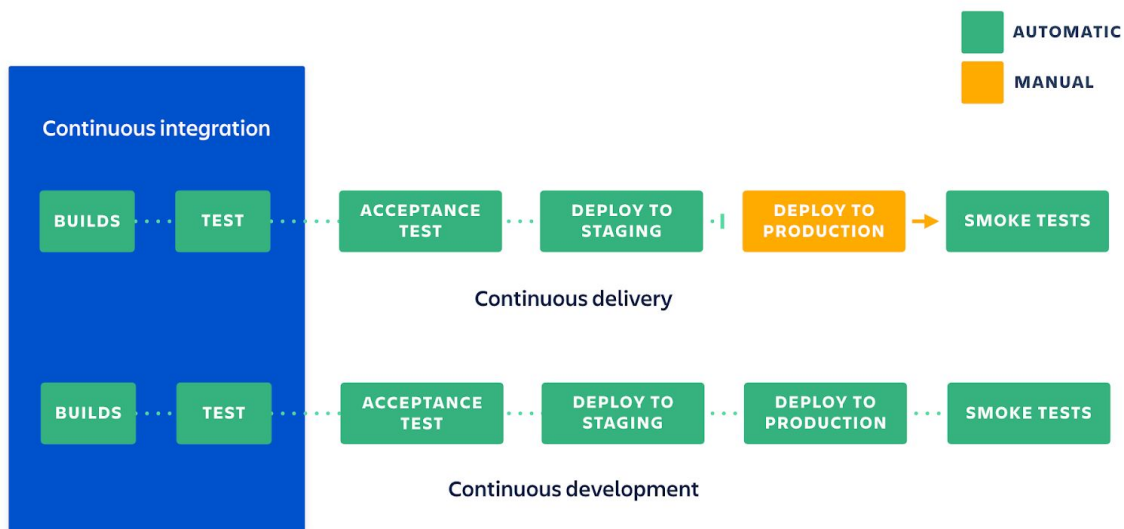 AUTOMATIC
MANUAL
Continuous integration
BUILDS
TEST
ACCEPTANCE
TEST
DEPLOY TO
STAGING
DEPLOY TO
PRODUCTION
SMOKE TESTS
Continuous delivery
BUILDS
TEST
ACCEPTANCE
TEST
DEPLOY TO
STAGING
DEPLOY TO
PRODUCTION
SMOKE TESTS
Continuous development